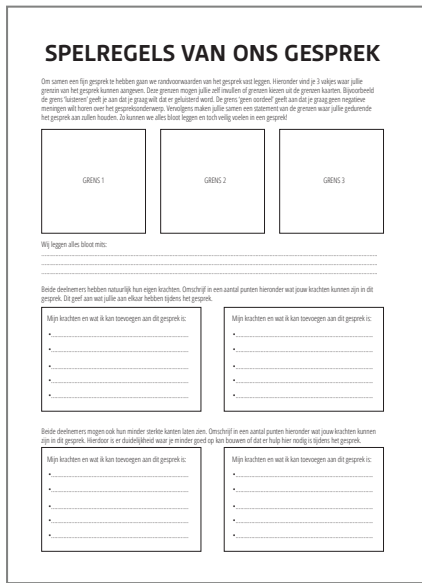 SPELREGELS VAN ONS GESPREK
Om samen een fijn gesprek te hebben gaan we randvoorwaarden van het gesprek vast leggen. Hieronder vind je 3 vakjes waar jullie
grenzin van het gesprek kunnen aangeven. Deze grenzen mogen jullie zelf invullen of grenzen kiezen uit de grenzen kaarten. Bijvoorbeeld
de grens 'luisteren' geeft je aan dat je graag wilt dat er geluisterd word. De grens 'geen oordeel' geeft aan dat je graag geen negatieve
meningen wilt horen over het gespreksonderwerp. Vervolgens maken jullie samen een statement van de grenzen waar jullie gedurende
het gesprek aan zullen houden. Zo kunnen we alles bloot leggen en toch veilig voelen in een gesprek!
GRENS 1
GRENS 2
GRENS 3
Wij leggen alles bloot mits:
Beide deelnemers hebben natuurlijk hun eigen krachten. Omschrijf in een aantal punten hieronder wat jouw krachten kunnen zijn in dit
gesprek. Dit geef aan wat jullie aan elkaar hebben tijdens het gesprek.
Mijn krachten en wat ik kan toevoegen aan dit gesprek is:
Mijn krachten en wat ik kan toevoegen aan dit gesprek is:
Beide deelnemers mogen ook hun minder sterke kanten laten zien. Omschrijf in een aantal punten hieronder wat jouw krachten kunnen
zijn in dit gesprek. Hierdoor is er duidelijkheid waar je minder goed op kan bouwen of dat er hulp hier nodig is tijdens het gesprek.
Mijn krachten en wat ik kan toevoegen aan dit gesprek is:
Mijn krachten en wat ik kan toevoegen aan dit gesprek is: